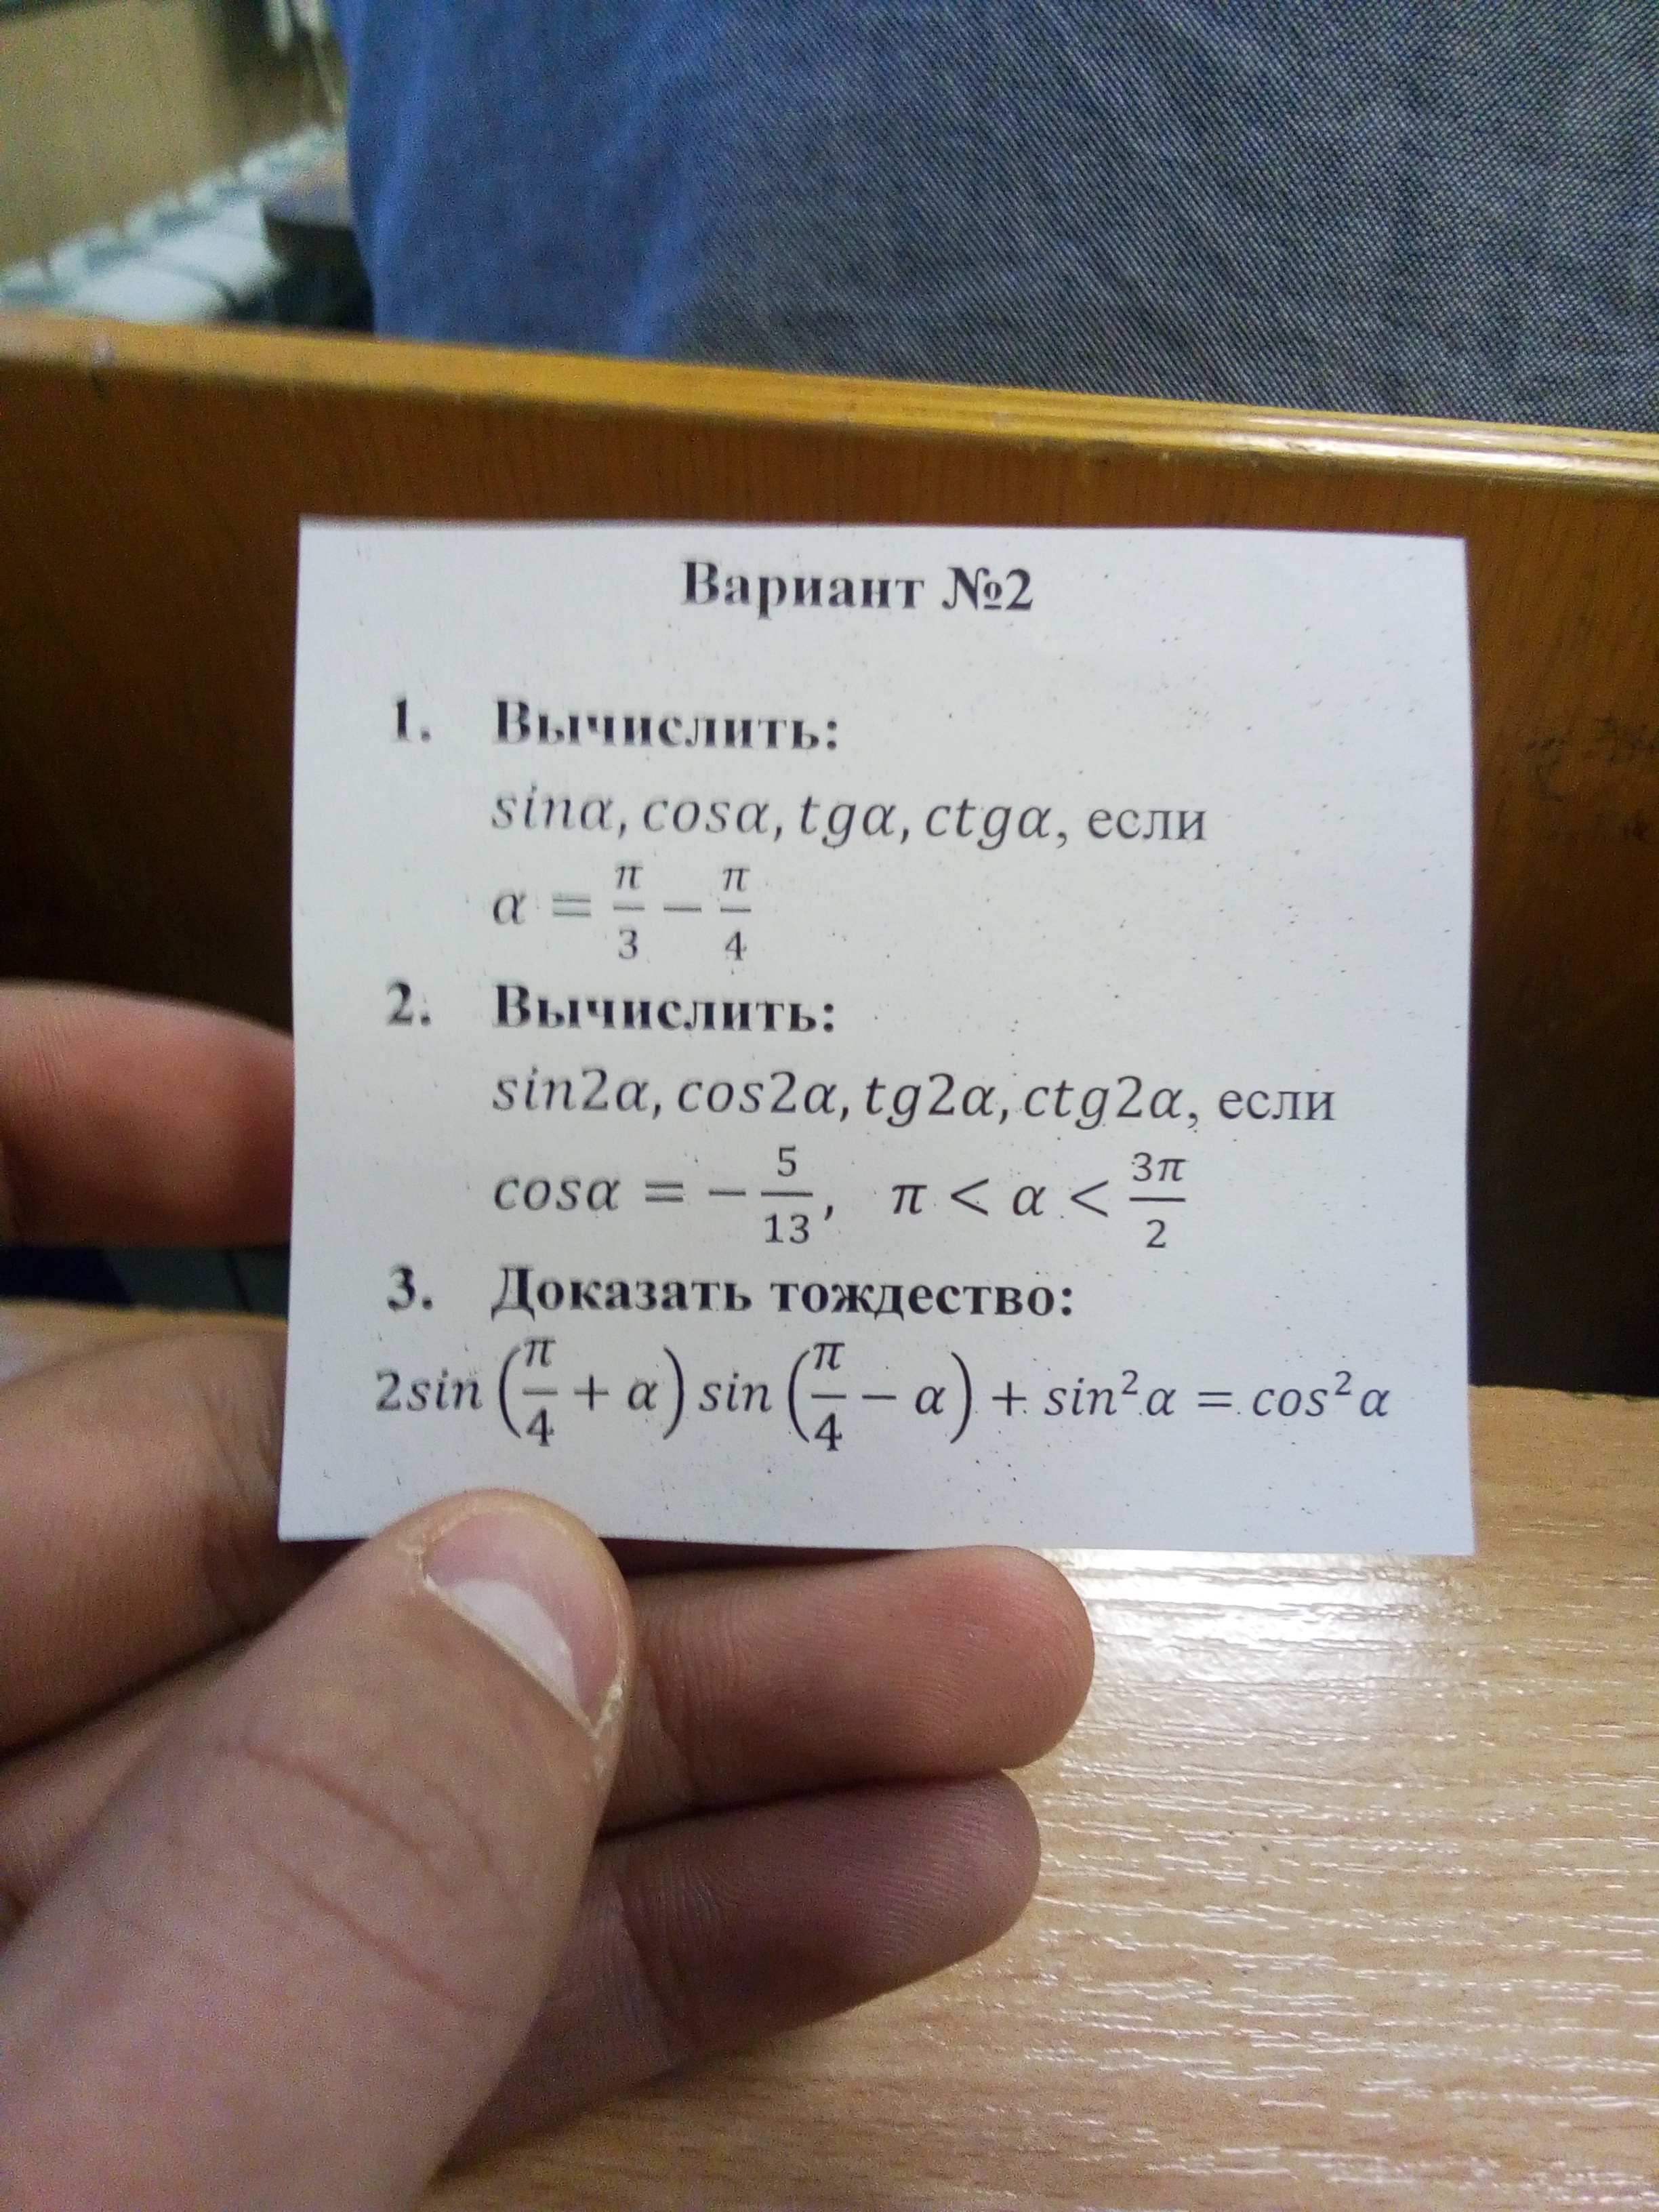 Вариант №2
1. Вычислить:
sinα, cosα, tgα, ctgα, если
α = π/3 − π/4
2. Вычислить:
sin2α, cos2α, tg2α, ctg2α, если
cosα = −5/13, π < α < 3π/2
3. Доказать тождество:
2sin(π/4 + α)sin(π/4 − α) + sin²α = cos²α